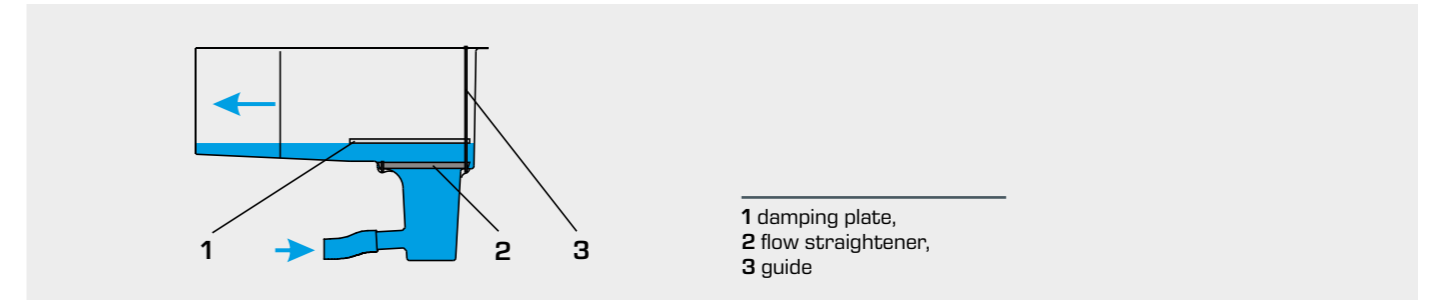 1
2
3
1 damping plate,
2 flow straightener,
3 guide